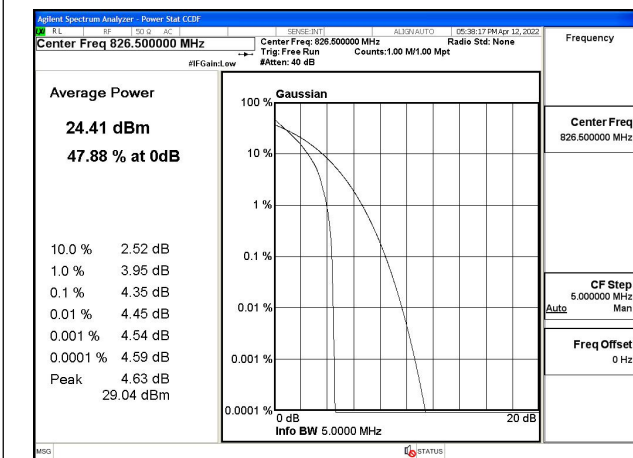 Agilent Spectrum Analyzer - Power Stat CCDF
RL RF 50 Ω AC SENSE:INT ALIGN AUTO 05:38:17 PM Apr 12, 2022
Center Freq 826.500000 MHz
Center Freq: 826.500000 MHz Radio Std: None
Trig: Free Run Counts:1.00 M/1.00 Mpt
#IFGain:Low #Atten: 40 dB
Frequency
Average Power
24.41 dBm
47.88 % at 0dB
10.0 % 2.52 dB
1.0 % 3.95 dB
0.1 % 4.35 dB
0.01 % 4.45 dB
0.001 % 4.54 dB
0.0001 % 4.59 dB
Peak 4.63 dB
29.04 dBm
Gaussian
100 %
10 %
1 %
0.1 %
0.01 %
0.001 %
0.0001 %
0 dB 20 dB
Info BW 5.0000 MHz
Center Freq
826.500000 MHz
CF Step
5.000000 MHz
Auto Man
Freq Offset
0 Hz
MSG STATUS